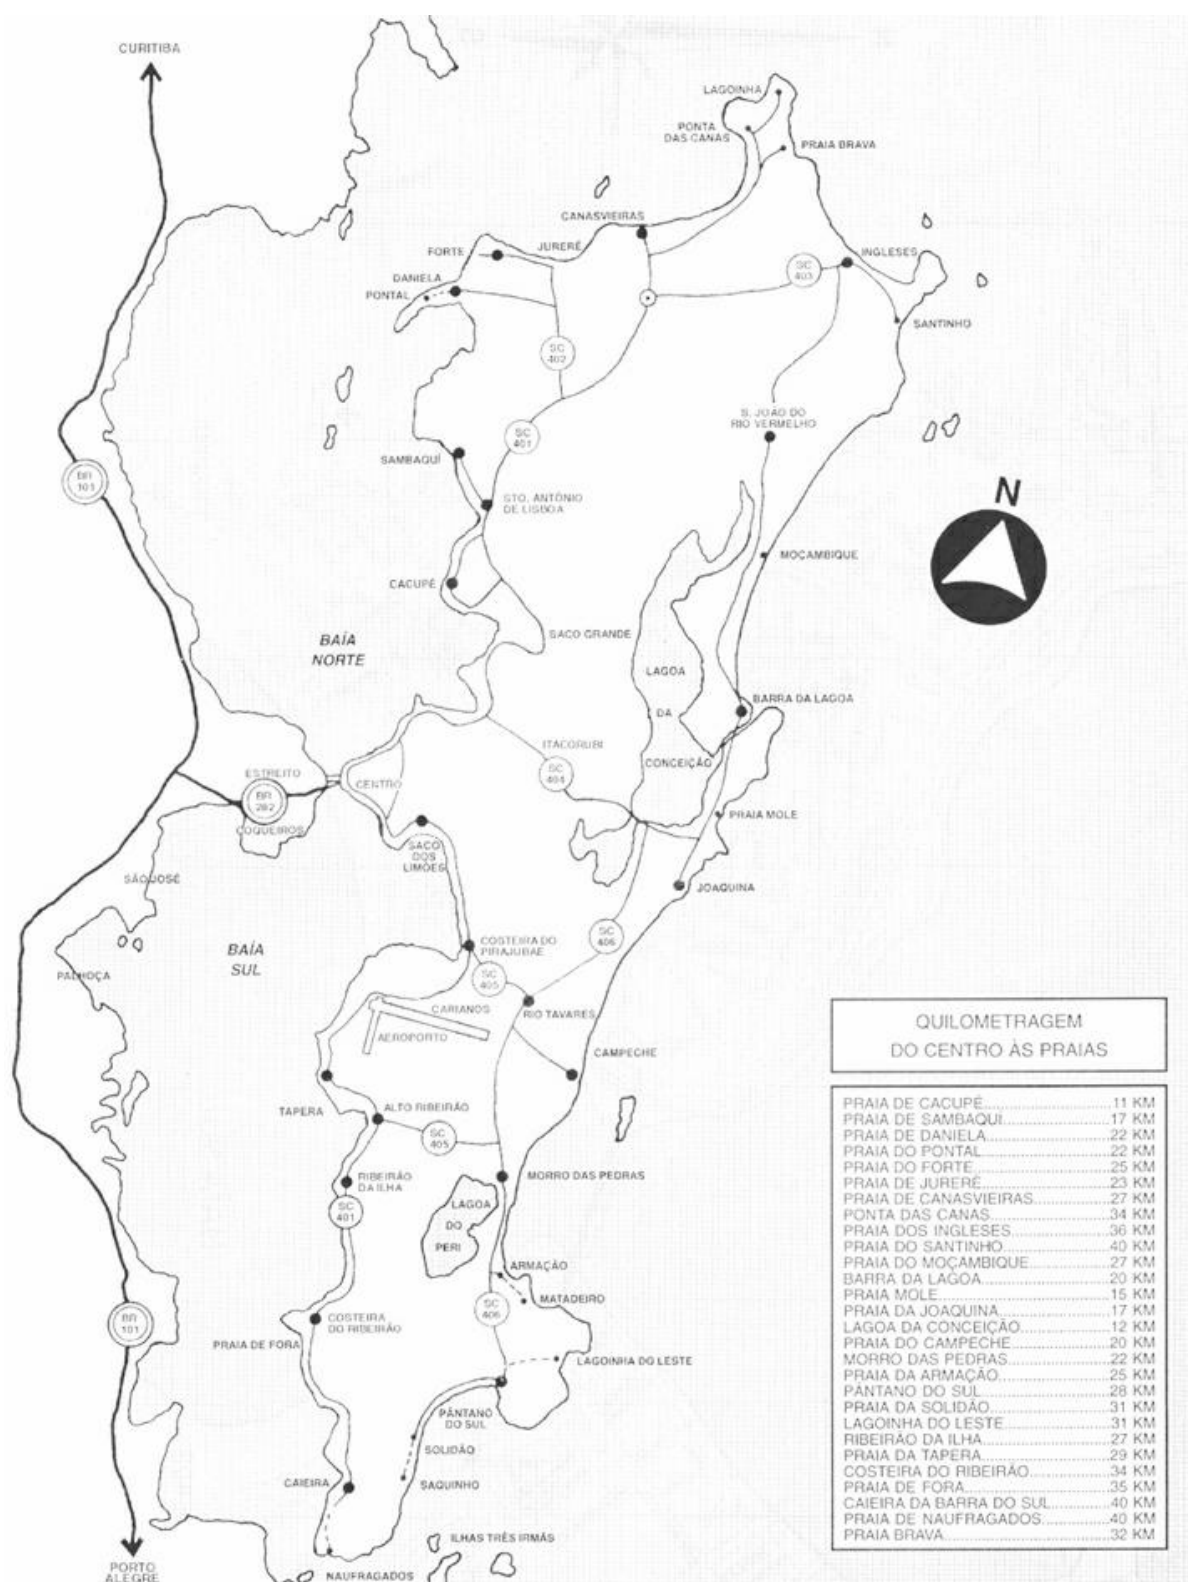 CURITIBA
LAGOINHA
PONTA
DAS CANAS
PRAIA BRAVA
CANASVIEIRAS
FORTE
JURERÊ
INGLESES
SC
403
DANIELA
PONTAL
SANTINHO
SC
402
S. JOÃO DO
RIO VERMELHO
SC
401
SAMBAQUÍ
BR
101
STO. ANTÔNIO
DE LISBOA
N
MOÇAMBIQUE
CACUPÉ
SACO GRANDE
BAÍA
NORTE
LAGOA
DA
CONCEIÇÃO
BARRA DA LAGOA
ITACORUBI
SC
404
ESTREITO
BR
282
CENTRO
COQUEIROS
PRAIA MOLE
SACO
DOS
LIMÕES
SÃO JOSÉ
JOAQUINA
BAÍA
SUL
COSTEIRA DO
PIRAJUBAE
SC
406
PALHOÇA
SC
405
CARIANOS
RIO TAVARES
AEROPORTO
CAMPECHE
TAPERA
ALTO RIBEIRÃO
SC
405
RIBEIRÃO
DA ILHA
MORRO DAS PEDRAS
SC
401
LAGOA
DO
PERI
ARMAÇÃO
MATADEIRO
SC
406
BR
101
COSTEIRA
DO RIBEIRÃO
PRAIA DE FORA
LAGOINHA DO LESTE
PÂNTANO
DO SUL
SOLIDÃO
CAIEIRA
SAQUINHO
ILHAS TRÊS IRMÃS
NAUFRAGADOS
PORTO
ALEGRE
QUILOMETRAGEM
DO CENTRO ÀS PRAIAS
PRAIA DE CACUPÉ 11 KM
PRAIA DE SAMBAQUI 17 KM
PRAIA DE DANIELA 22 KM
PRAIA DO PONTAL 22 KM
PRAIA DO FORTE 25 KM
PRAIA DE JURERÊ 23 KM
PRAIA DE CANASVIEIRAS 27 KM
PONTA DAS CANAS 34 KM
PRAIA DOS INGLESES 36 KM
PRAIA DO SANTINHO 40 KM
PRAIA DO MOÇAMBIQUE 27 KM
BARRA DA LAGOA 20 KM
PRAIA MOLE 15 KM
PRAIA DA JOAQUINA 17 KM
LAGOA DA CONCEIÇÃO 12 KM
PRAIA DO CAMPECHE 20 KM
MORRO DAS PEDRAS 22 KM
PRAIA DA ARMAÇÃO 25 KM
PÂNTANO DO SUL 28 KM
PRAIA DA SOLIDÃO 31 KM
LAGOINHA DO LESTE 31 KM
RIBEIRÃO DA ILHA 27 KM
PRAIA DA TAPERA 29 KM
COSTEIRA DO RIBEIRÃO 34 KM
PRAIA DE FORA 35 KM
CAIEIRA DA BARRA DO SUL 40 KM
PRAIA DE NAUFRAGADOS 40 KM
PRAIA BRAVA 32 KM